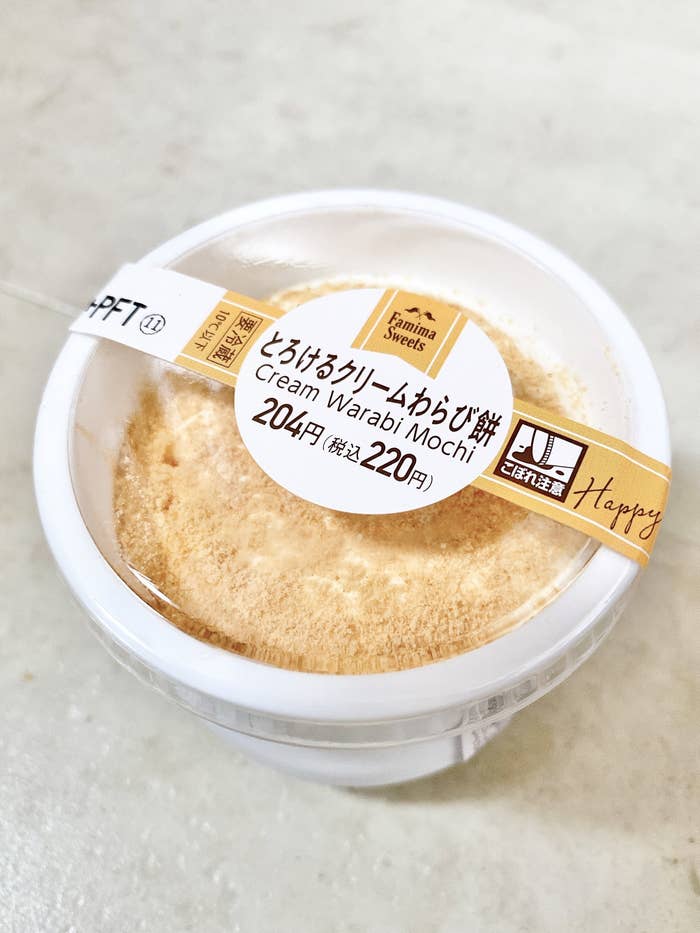 -PFT ⑪
要冷蔵
10℃以下
Famima
Sweets
とろけるクリームわらび餅
Cream Warabi Mochi
204円(税込220円)
こぼれ注意
Happy